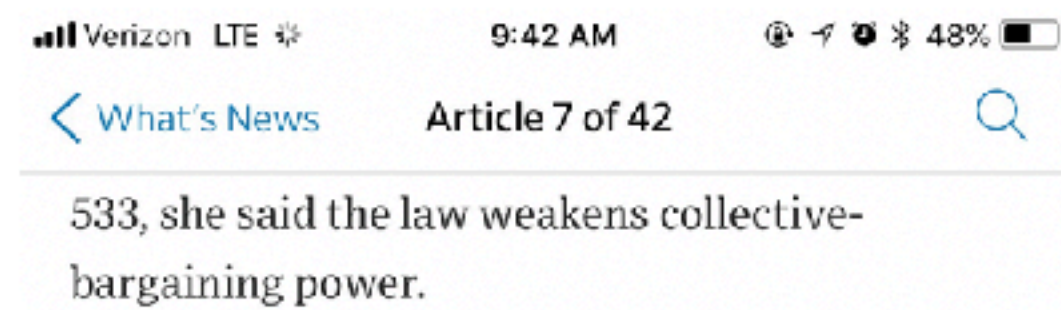 Verizon LTE 9:42 AM 48%
What's News Article 7 of 42
533, she said the law weakens collective-
bargaining power.